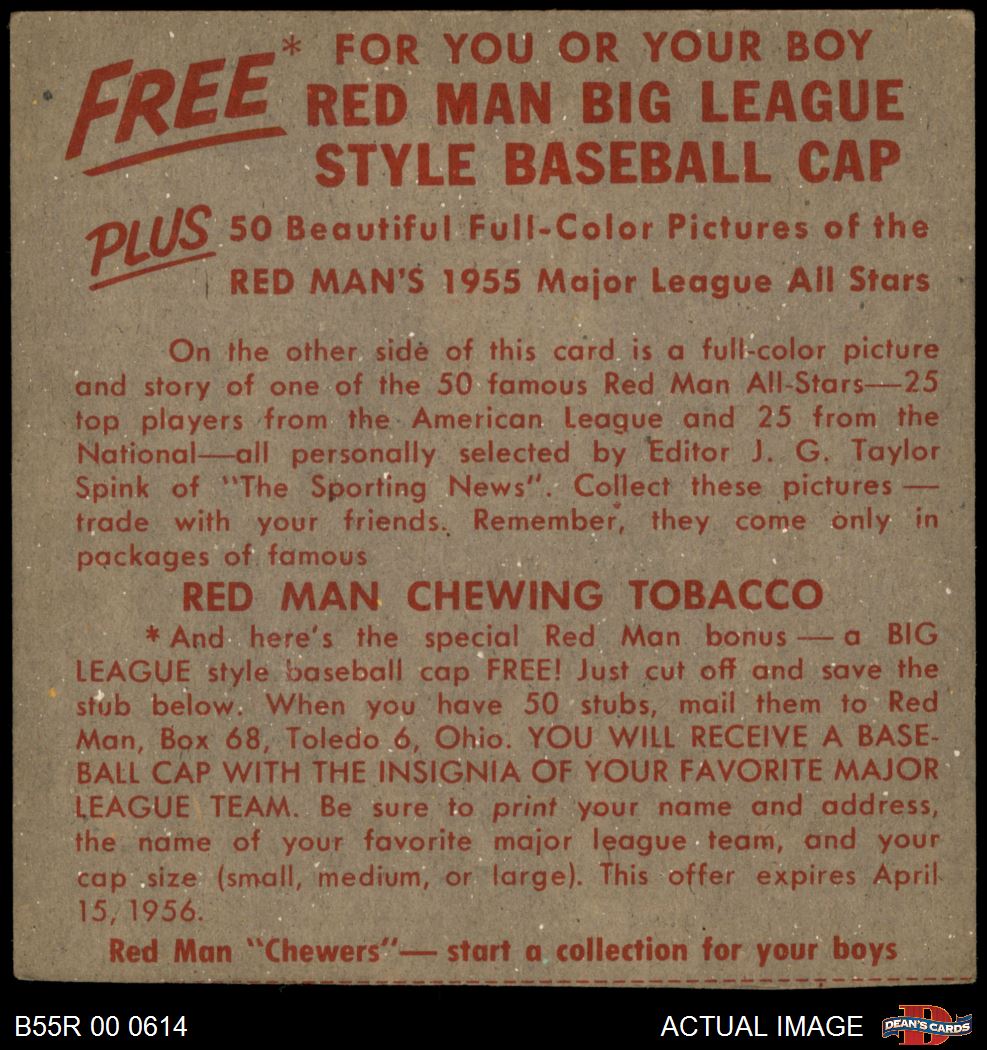 FREE* FOR YOU OR YOUR BOY
RED MAN BIG LEAGUE
STYLE BASEBALL CAP
PLUS 50 Beautiful Full-Color Pictures of the
RED MAN'S 1955 Major League All Stars
On the other side of this card is a full-color picture
and story of one of the 50 famous Red Man All-Stars—25
top players from the American League and 25 from the
National—all personally selected by Editor J. G. Taylor
Spink of "The Sporting News". Collect these pictures —
trade with your friends. Remember, they come only in
packages of famous
RED MAN CHEWING TOBACCO
* And here's the special Red Man bonus — a BIG
LEAGUE style baseball cap FREE! Just cut off and save the
stub below. When you have 50 stubs, mail them to Red
Man, Box 68, Toledo 6, Ohio. YOU WILL RECEIVE A BASE-
BALL CAP WITH THE INSIGNIA OF YOUR FAVORITE MAJOR
LEAGUE TEAM. Be sure to print your name and address,
the name of your favorite major league team, and your
cap size (small, medium, or large). This offer expires April
15, 1956.
Red Man "Chewers"— start a collection for your boys
B55R 00 0614
ACTUAL IMAGE
D
DEAN'S CARDS